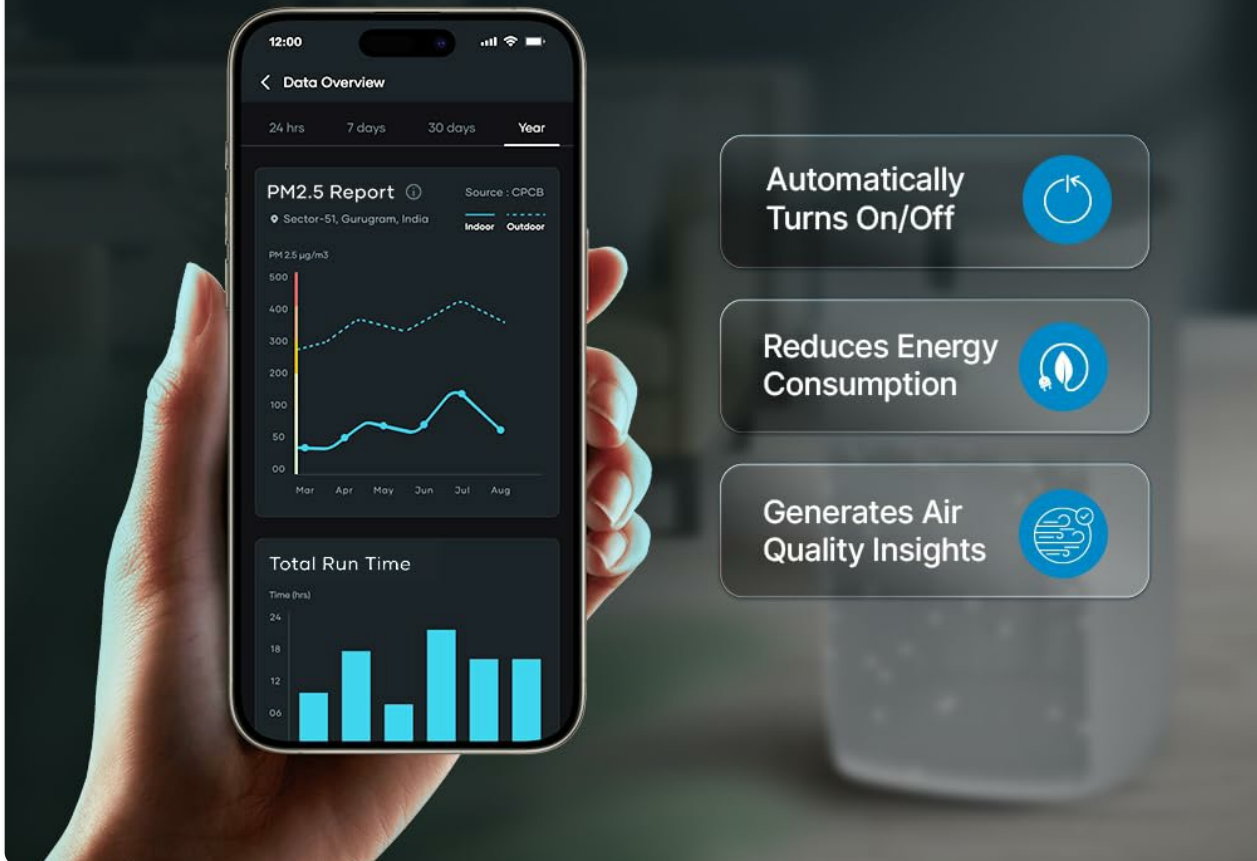 12:00
Data Overview
24 hrs 7 days 30 days Year
PM2.5 Report
Source : CPCB
Sector-51, Gurugram, India
Indoor Outdoor
PM 2.5 µg/m3
500
400
300
200
100
50
00
Mar Apr May Jun Jul Aug
Total Run Time
Time (hrs)
24
18
12
06
Automatically
Turns On/Off
Reduces Energy
Consumption
Generates Air
Quality Insights